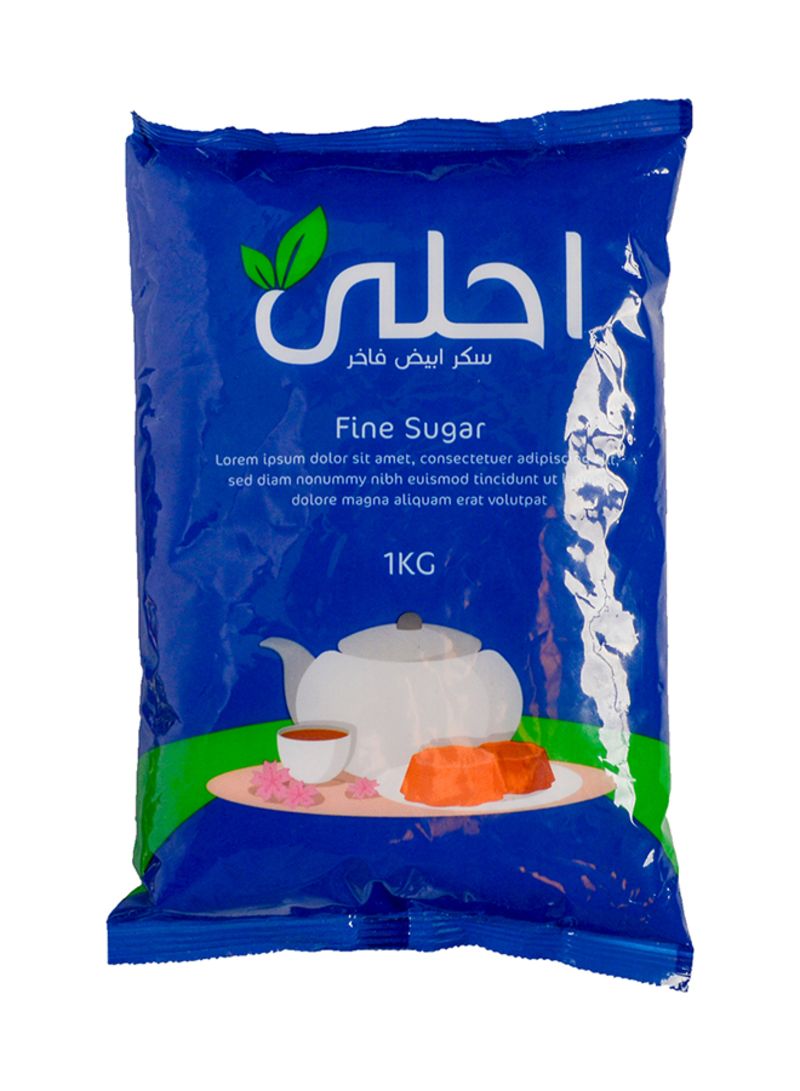 احلى
سكر ابيض فاخر
Fine Sugar
Lorem ipsum dolor sit amet, consectetuer
sed diam nonummy nibh euismod tincidunt ut
dolore magna aliquam erat volutpat
1KG